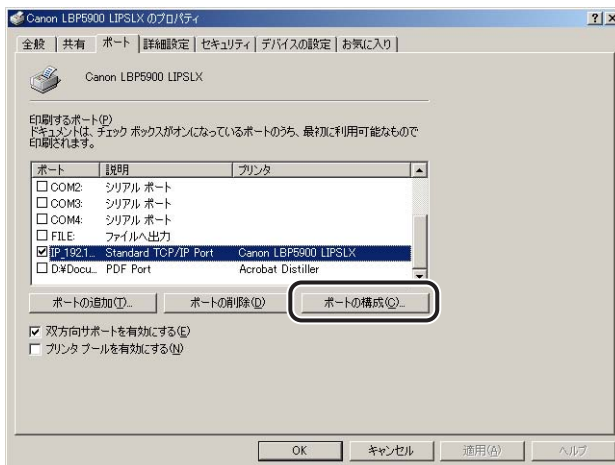 Canon LBP5900 LIPSLX のプロパティ
全般 共有 ポート 詳細設定 セキュリティ デバイスの設定 お気に入り
Canon LBP5900 LIPSLX
印刷するポート(P)
ドキュメントは、チェック ボックスがオンになっているポートのうち、最初に利用可能なもので
印刷されます。
ポート 説明 プリンタ
COM2: シリアル ポート
COM3: シリアル ポート
COM4: シリアル ポート
FILE: ファイルへ出力
IP_192.1... Standard TCP/IP Port Canon LBP5900 LIPSLX
D:¥Docu... PDF Port Acrobat Distiller
ポートの追加(T)... ポートの削除(D) ポートの構成(C)...
双方向サポートを有効にする(E)
プリンタ プールを有効にする(N)
OK キャンセル 適用(A) ヘルプ